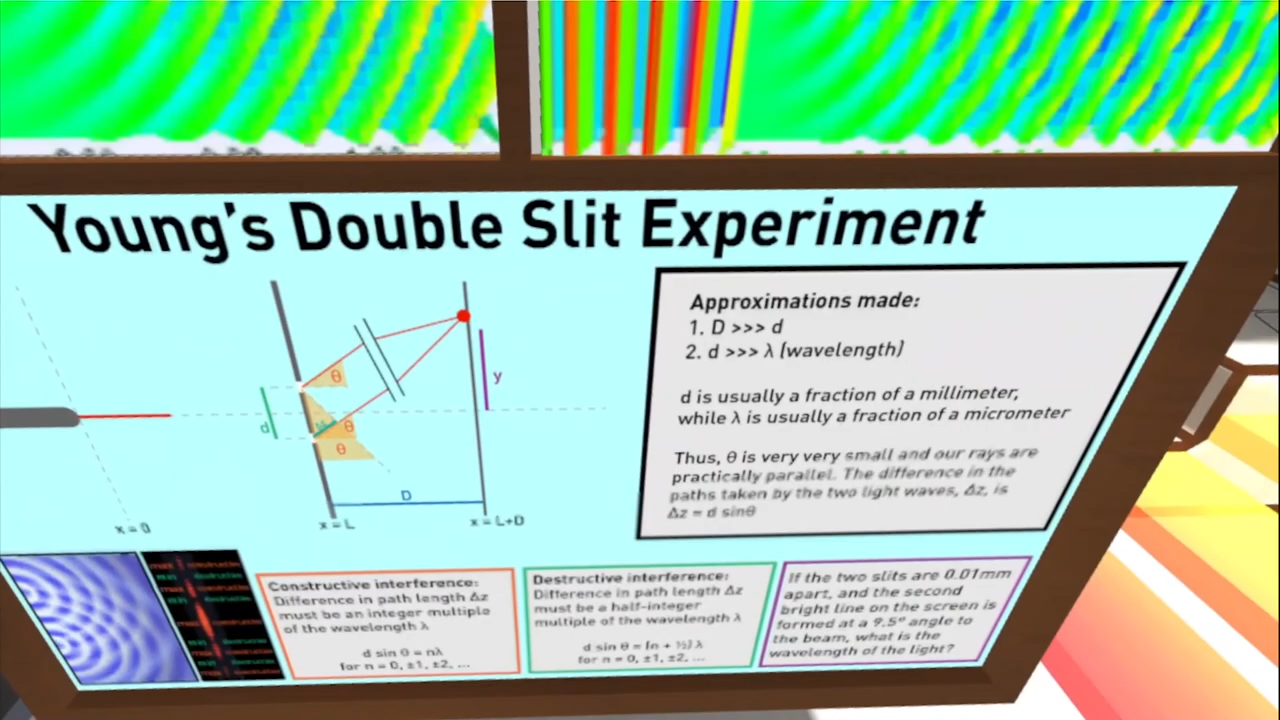 Young's Double Slit Experiment
Approximations made:
1. D >>> d
2. d >>> λ (wavelength)
d is usually a fraction of a millimeter,
while λ is usually a fraction of a micrometer
Thus, θ is very very small and our rays are
practically parallel. The difference in the
paths taken by the two light waves, Δz, is
Δz = d sinθ
θ
y
d
θ
θ
D
x = 0
x = L
x = L+D
Constructive interference:
Difference in path length Δz
must be an integer multiple
of the wavelength λ
d sin θ = nλ
for n = 0, ±1, ±2, ...
Destructive interference:
Difference in path length Δz
must be a half-integer
multiple of the wavelength λ
d sin θ = (n + ½) λ
for n = 0, ±1, ±2, ...
If the two slits are 0.01mm
apart, and the second
bright line on the screen is
formed at a 9.5° angle to
the beam, what is the
wavelength of the light?